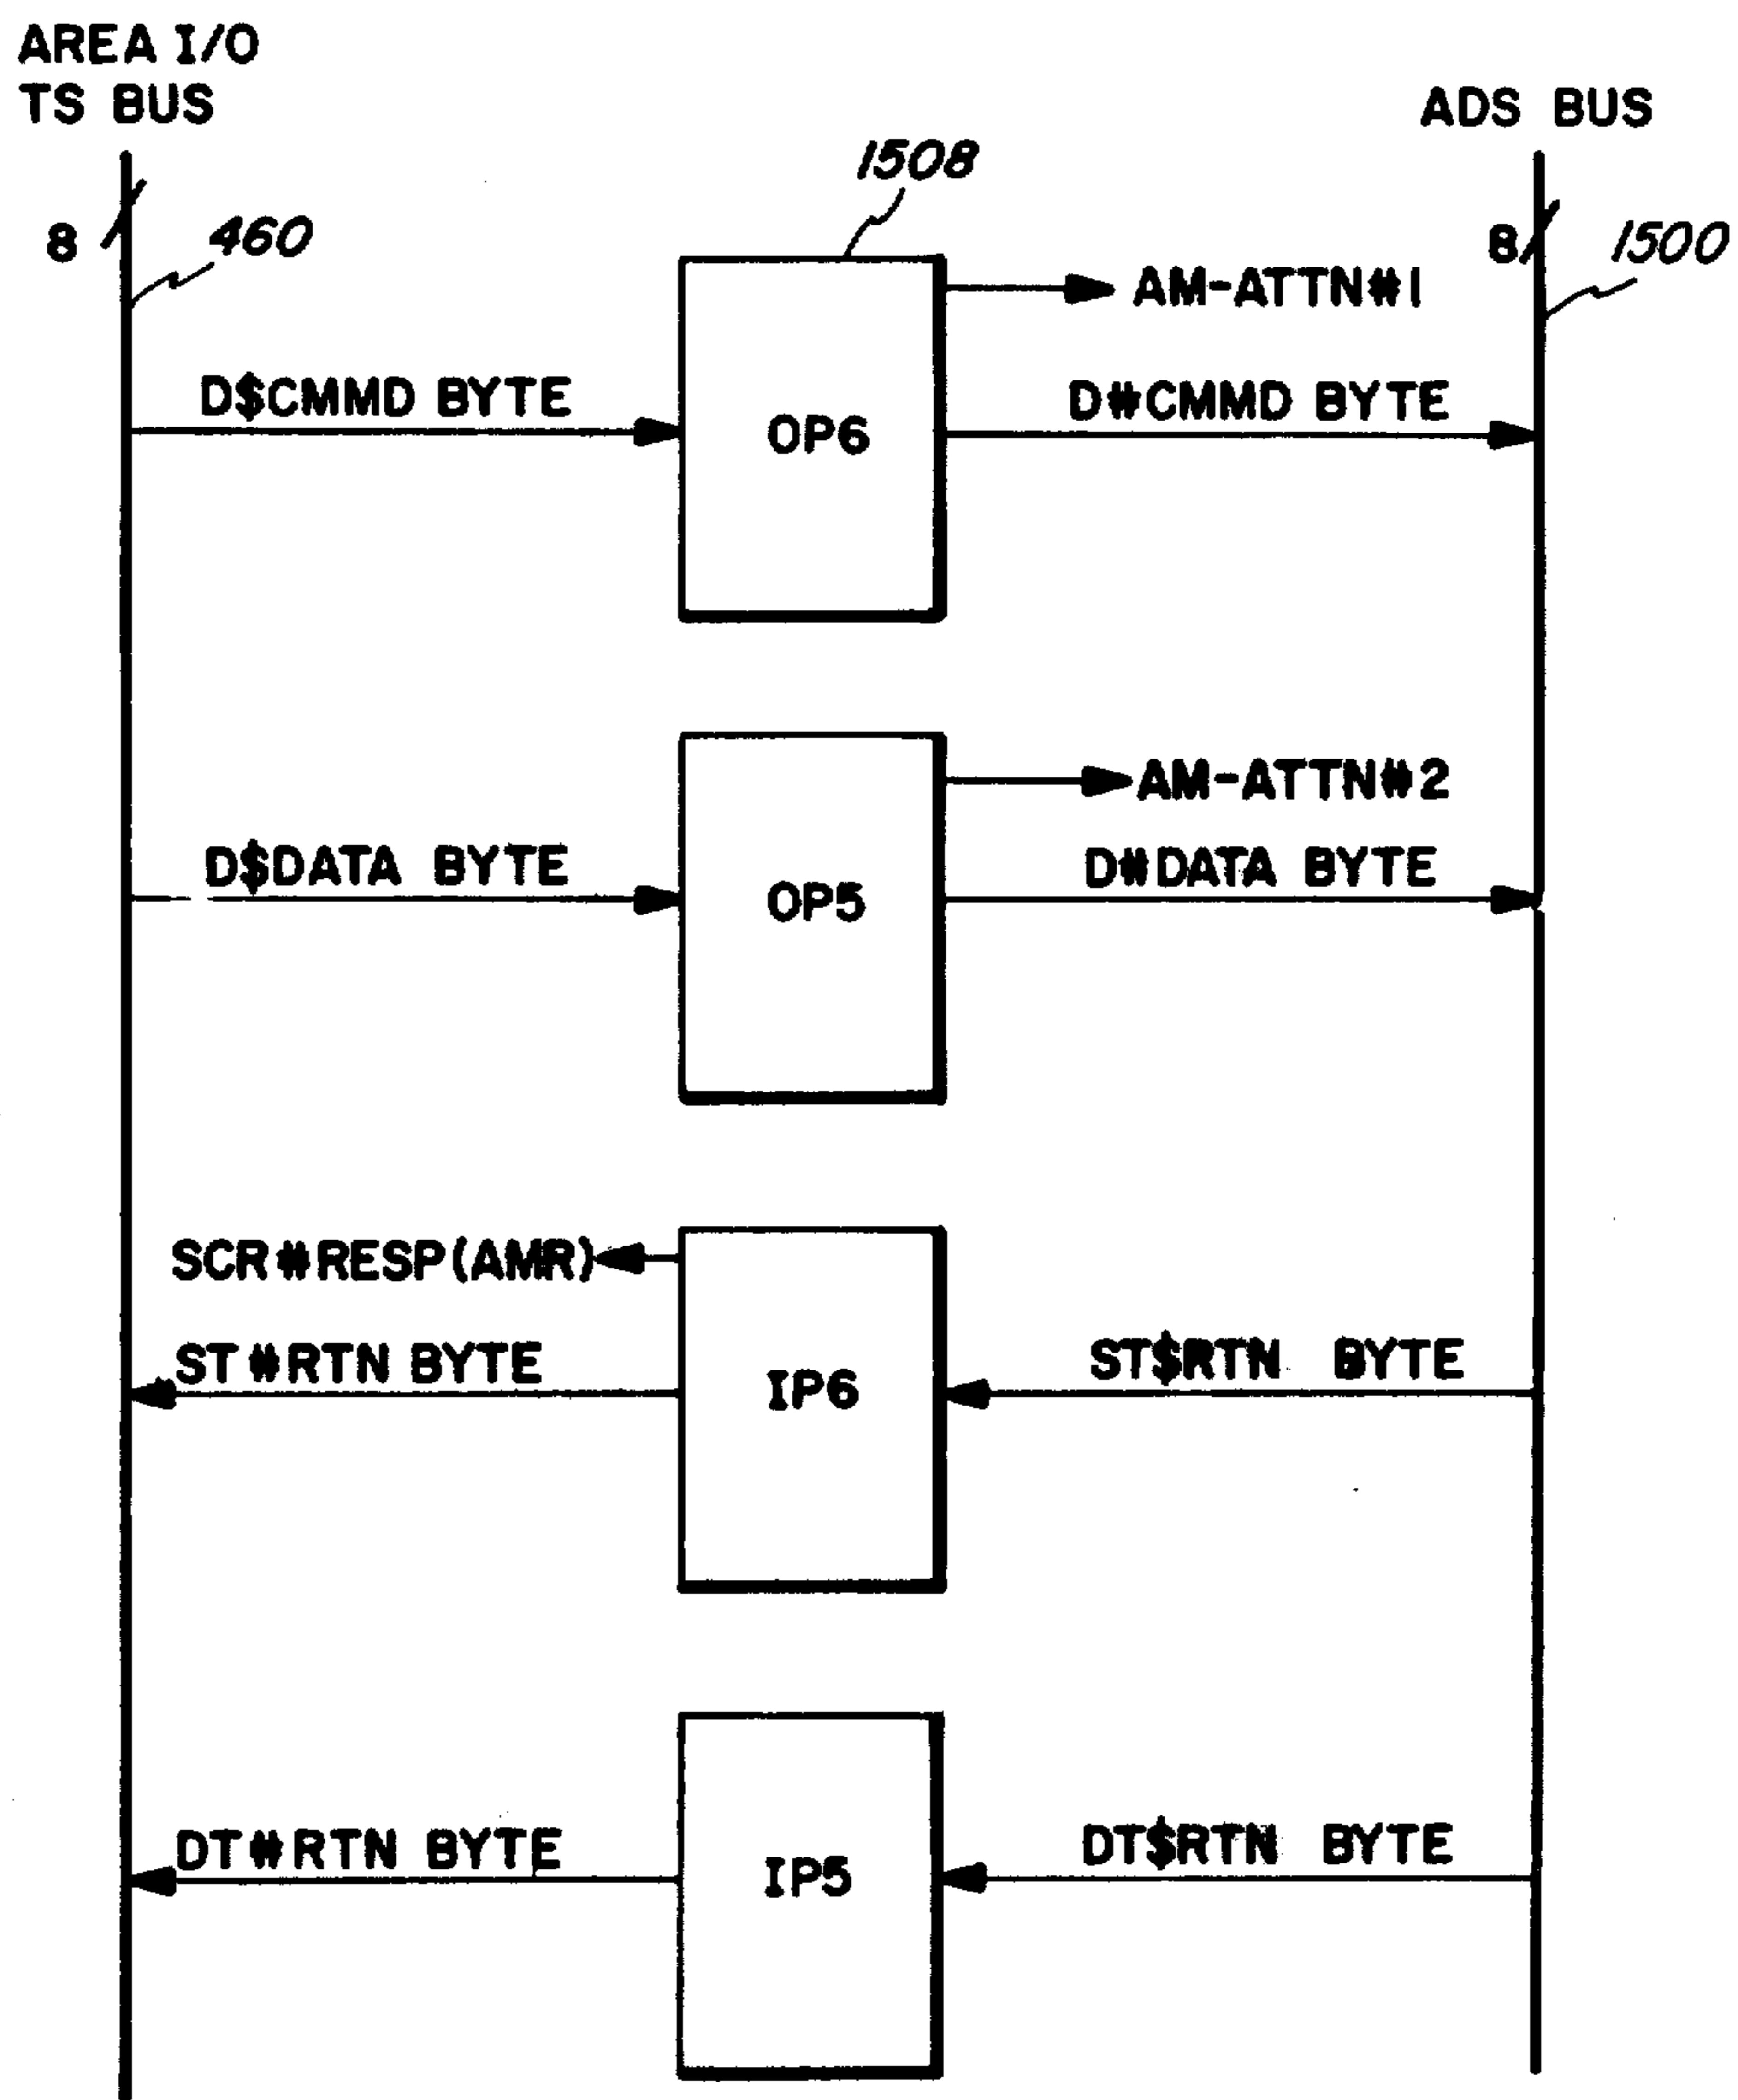 AREA I/O
TS BUS
ADS BUS
1508
8
460
8
1500
AM-ATTN#1
D$CMMD BYTE
D#CMMD BYTE
OP6
AM-ATTN#2
D$DATA BYTE
D#DATA BYTE
OP5
SCR#RESP(AMR)
ST#RTN BYTE
ST$RTN BYTE
IP6
DT#RTN BYTE
DT$RTN BYTE
IP5